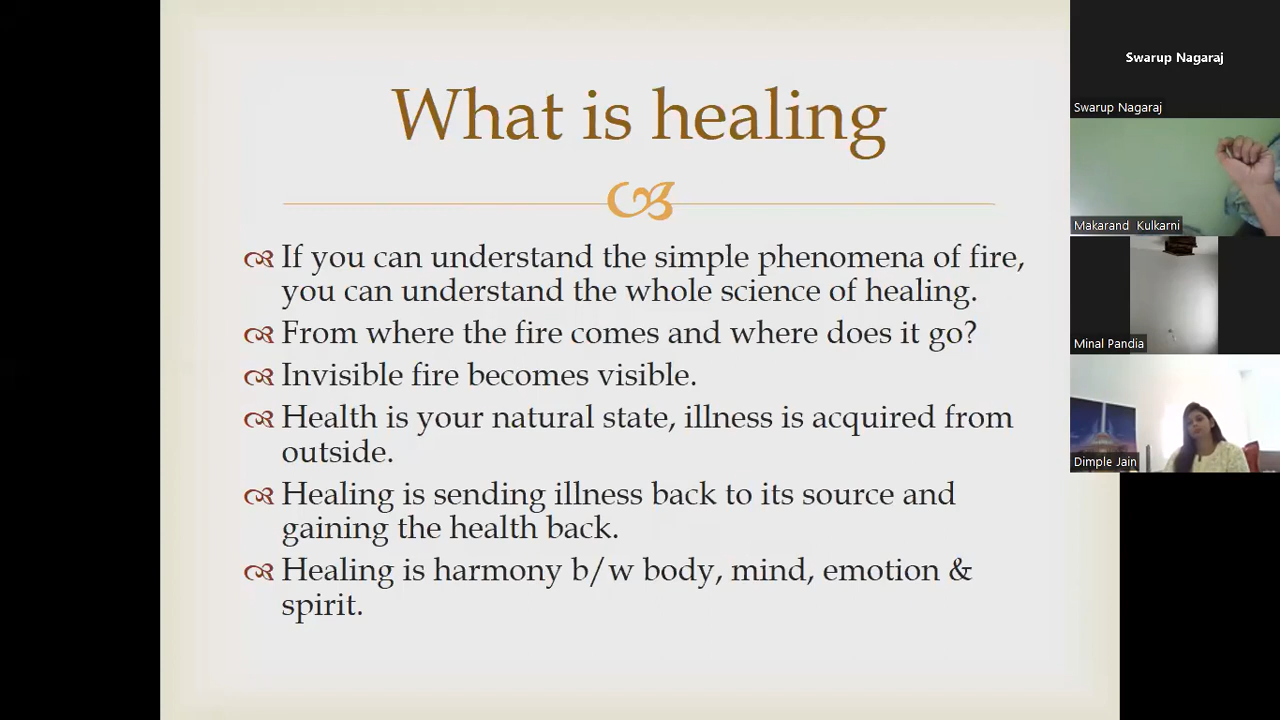 What is healing
If you can understand the simple phenomena of fire,
you can understand the whole science of healing.
From where the fire comes and where does it go?
Invisible fire becomes visible.
Health is your natural state, illness is acquired from
outside.
Healing is sending illness back to its source and
gaining the health back.
Healing is harmony b/w body, mind, emotion &
spirit.
Swarup Nagaraj
Swarup Nagaraj
Makarand Kulkarni
Minal Pandia
Dimple Jain